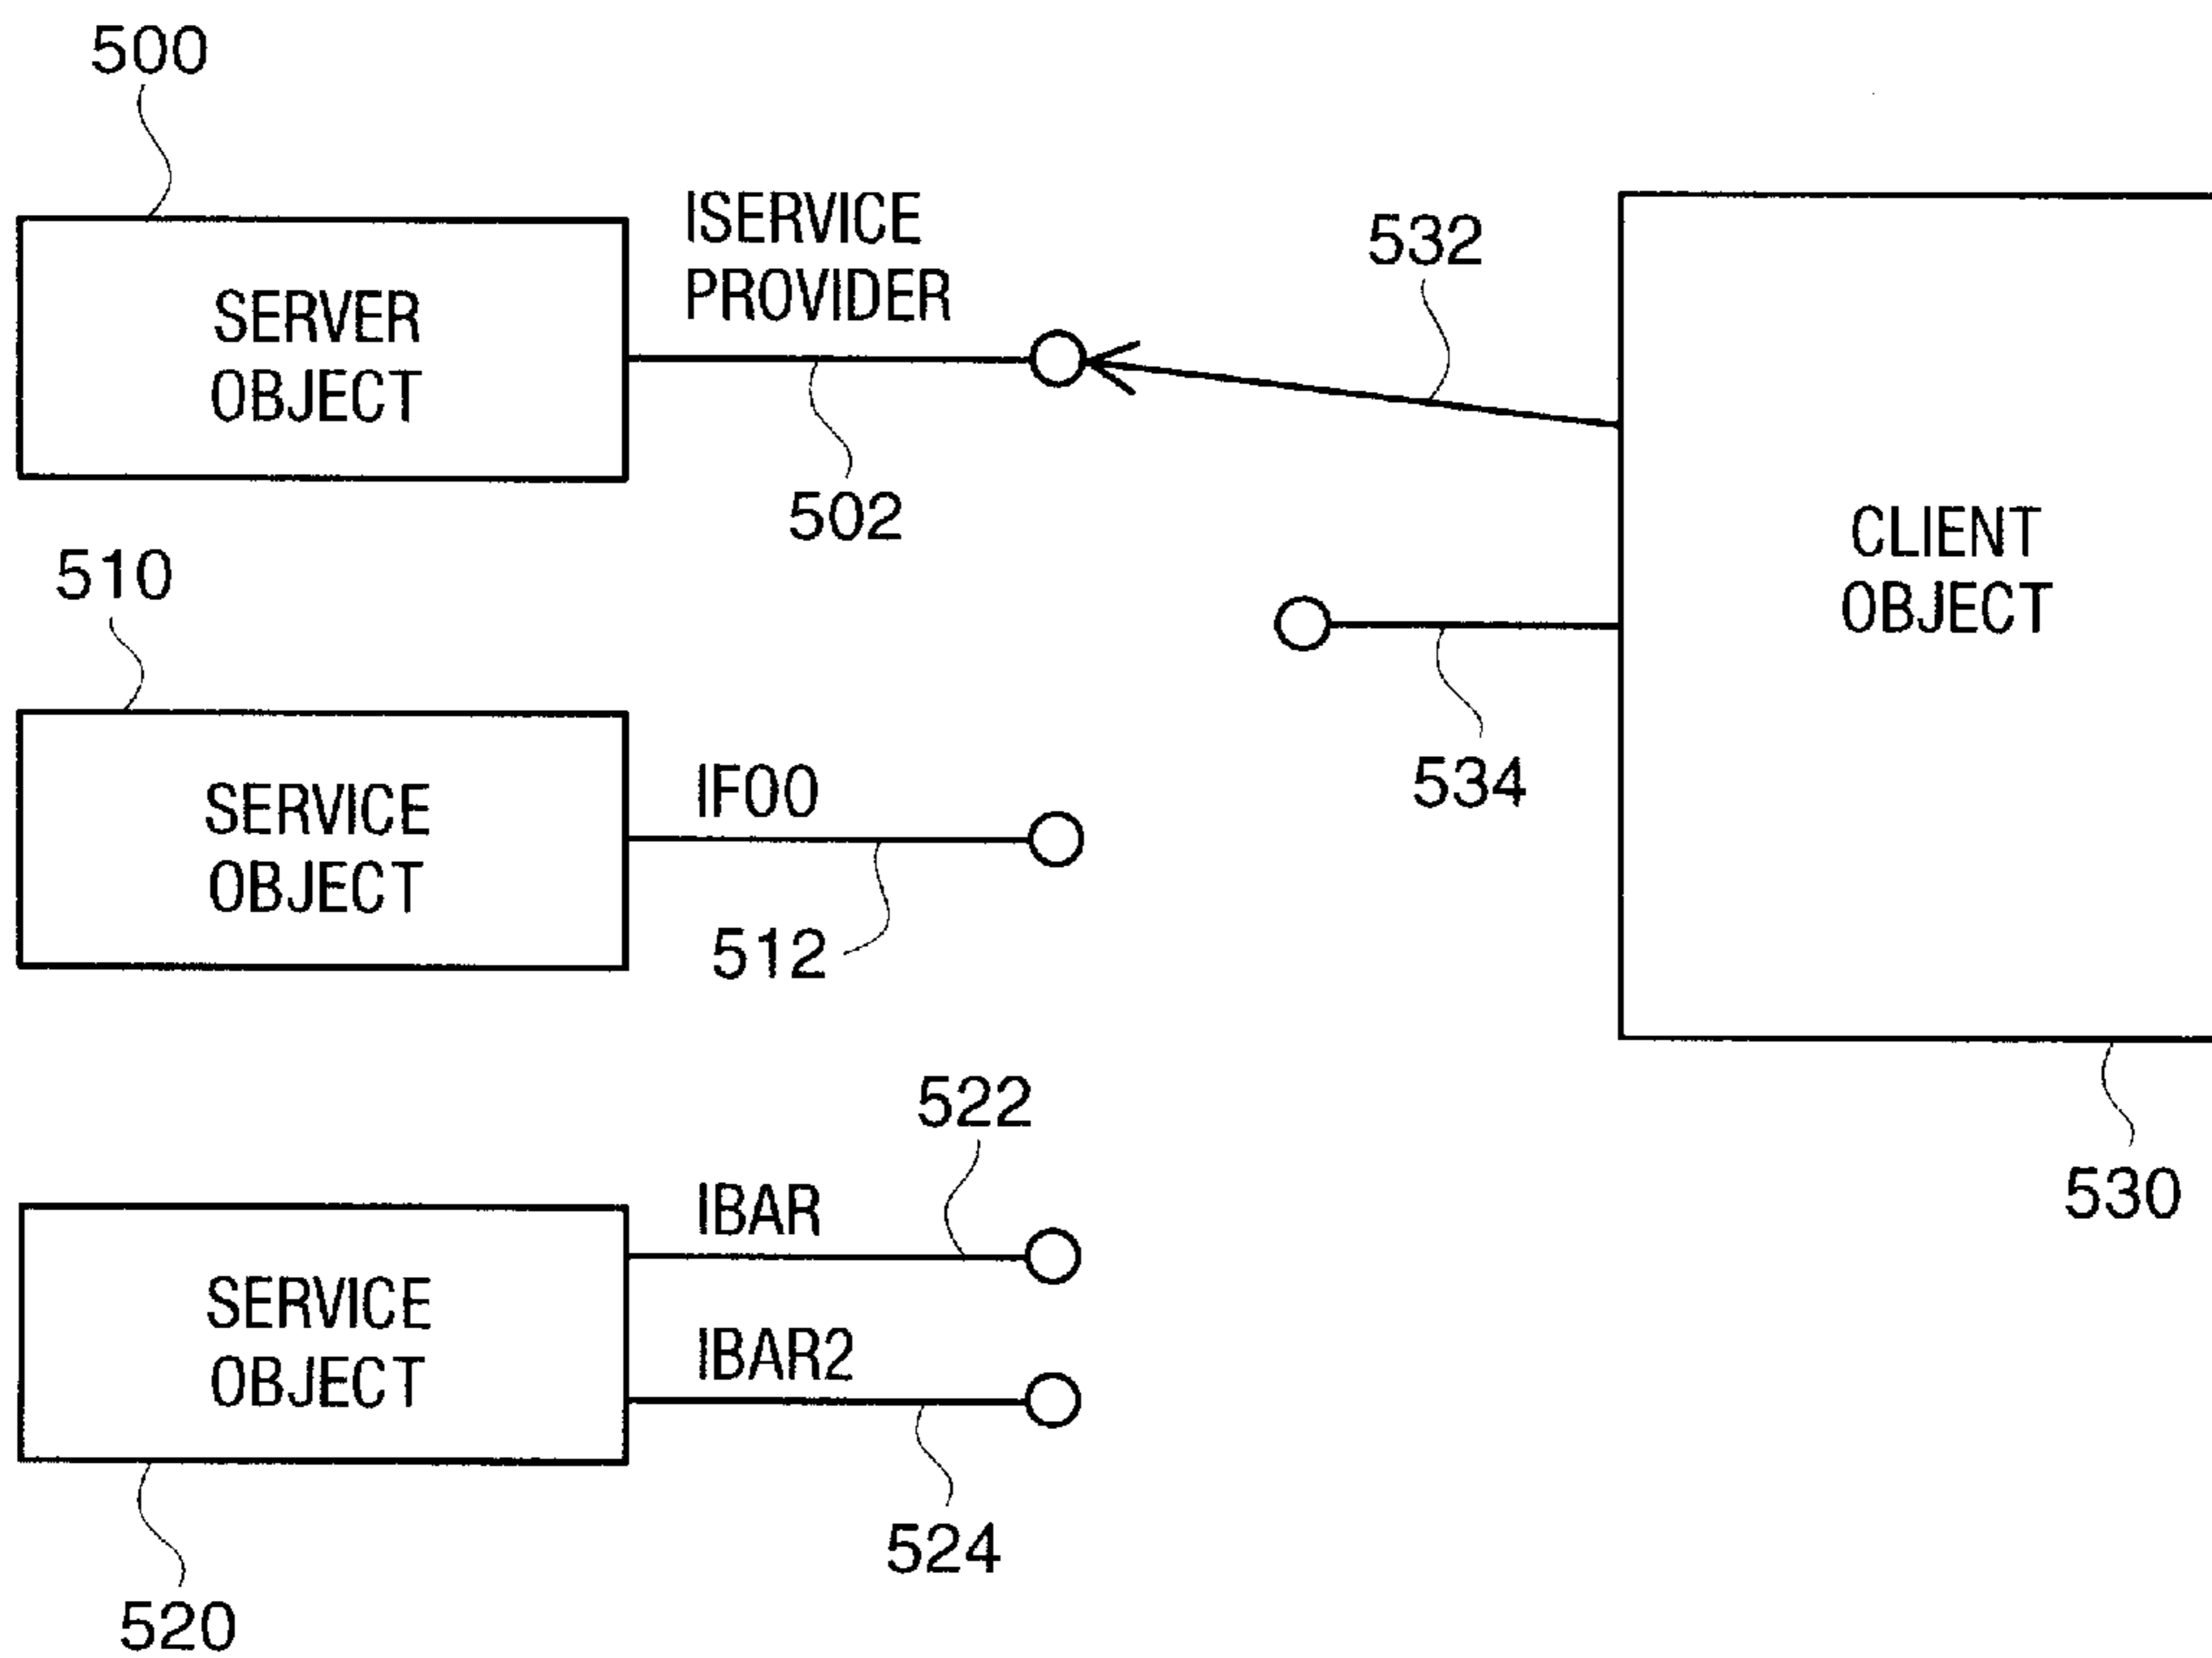 500
ISERVICE
PROVIDER
532
SERVER
OBJECT
502
CLIENT
OBJECT
510
534
IFOO
SERVICE
OBJECT
512
522
530
IBAR
SERVICE
OBJECT
IBAR2
524
520